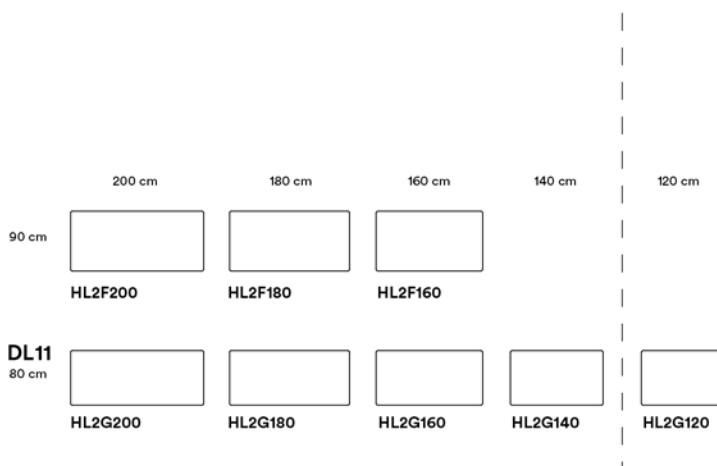 200 cm 180 cm 160 cm 140 cm 120 cm
90 cm
HL2F200 HL2F180 HL2F160
DL11
80 cm
HL2G200 HL2G180 HL2G160 HL2G140 HL2G120